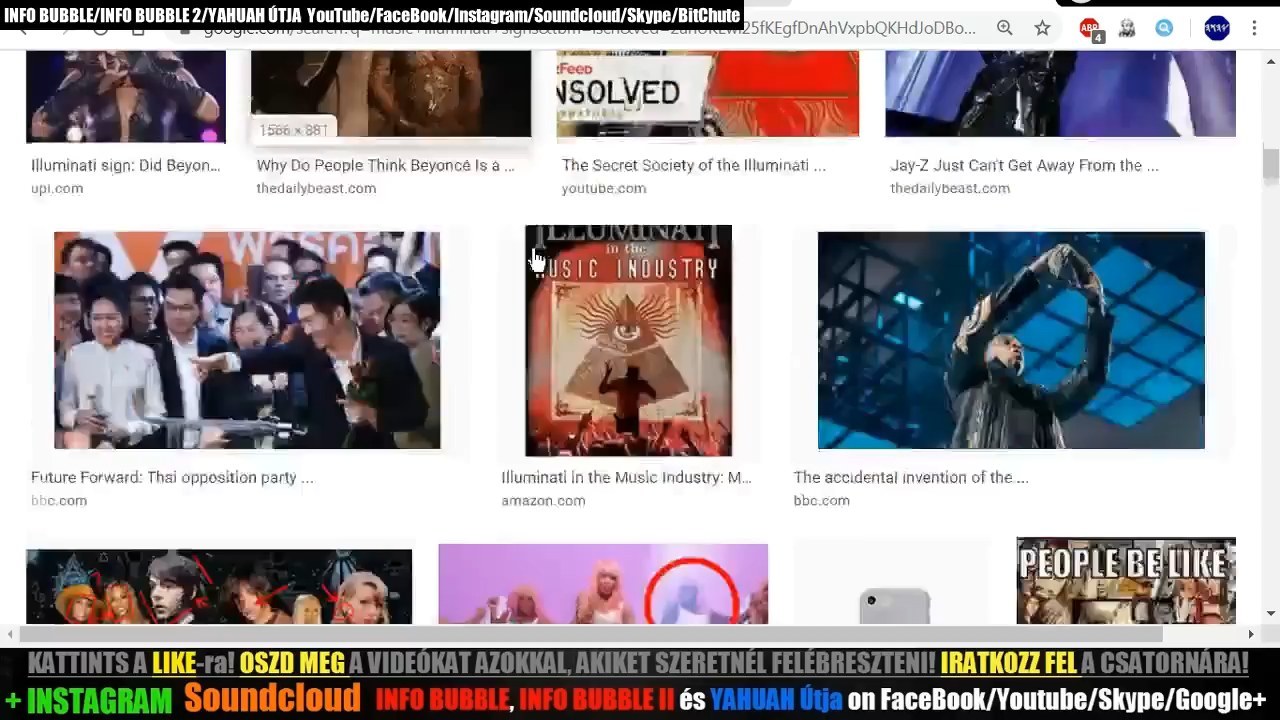 INFO BUBBLE/INFO BUBBLE 2/YAHUAH ÚTJA YouTube/FaceBook/Instagram/Soundcloud/Skype/BitChute
ABP
4
1566 × 881
zFeed
NSOLVED
Illuminati sign: Did Beyon...
Why Do People Think Beyoncé Is a ...
The Secret Society of the Illuminati ...
Jay-Z Just Can't Get Away From the ...
upi.com
thedailybeast.com
youtube.com
thedailybeast.com
ILLUMINATI
in the
MUSIC INDUSTRY
Future Forward: Thai opposition party ...
Illuminati in the Music Industry: M...
The accidental invention of the ...
bbc.com
amazon.com
bbc.com
PEOPLE BE LIKE
KATTINTS A LIKE-ra! OSZD MEG A VIDEÓKAT AZOKKAL, AKIKET SZERETNÉL FELÉBRESZTENI! IRATKOZZ FEL A CSATORNÁRA!
+ INSTAGRAM Soundcloud INFO BUBBLE, INFO BUBBLE II és YAHUAH Útja on FaceBook/Youtube/Skype/Google+